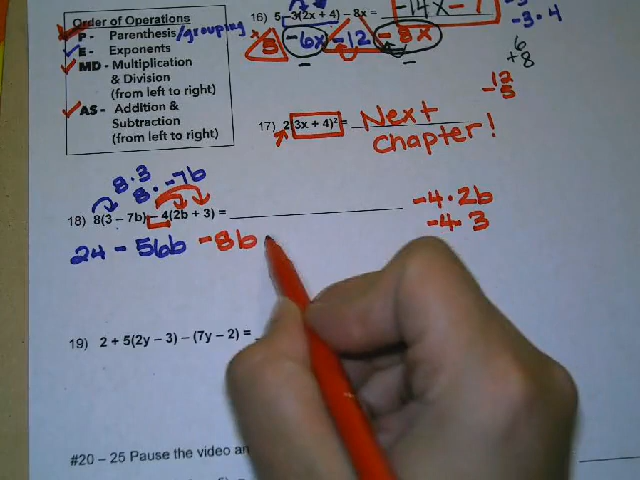 Order of Operations
P - Parenthesis /grouping
E - Exponents
MD - Multiplication
& Division
(from left to right)
AS - Addition &
Subtraction
(from left to right)
16) 5 - 3(2x + 4) - 8x = -14x - 7
5 -6x -12 -8x
-3 · 4
6
+8
-12
-5
17) 2(3x + 4)² = Next
chapter!
8·3
8·-7b
18) 8(3 – 7b) – 4(2b + 3) =
-4·2b
-4·3
24 - 56b -8b
19) 2 + 5(2y – 3) – (7y – 2) =
#20 – 25 Pause the video an